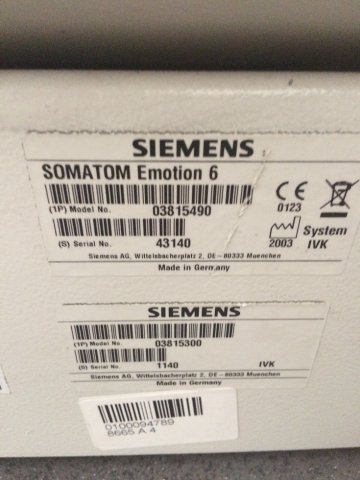 SIEMENS
SOMATOM Emotion 6
(1P) Model No. 03815490
0123
(S) Serial No. 43140
2003
System
IVK
Siemens AG, Wittelsbacherplatz 2, DE-80333 Muenchen
Made in Germany
SIEMENS
(1P) Model No. 03815300
(S) Serial No. 1140 IVK
Siemens AG, Wittelsbacherplatz 2, DE-80333 Muenchen
Made in Germany
0100094789
8665 A 4